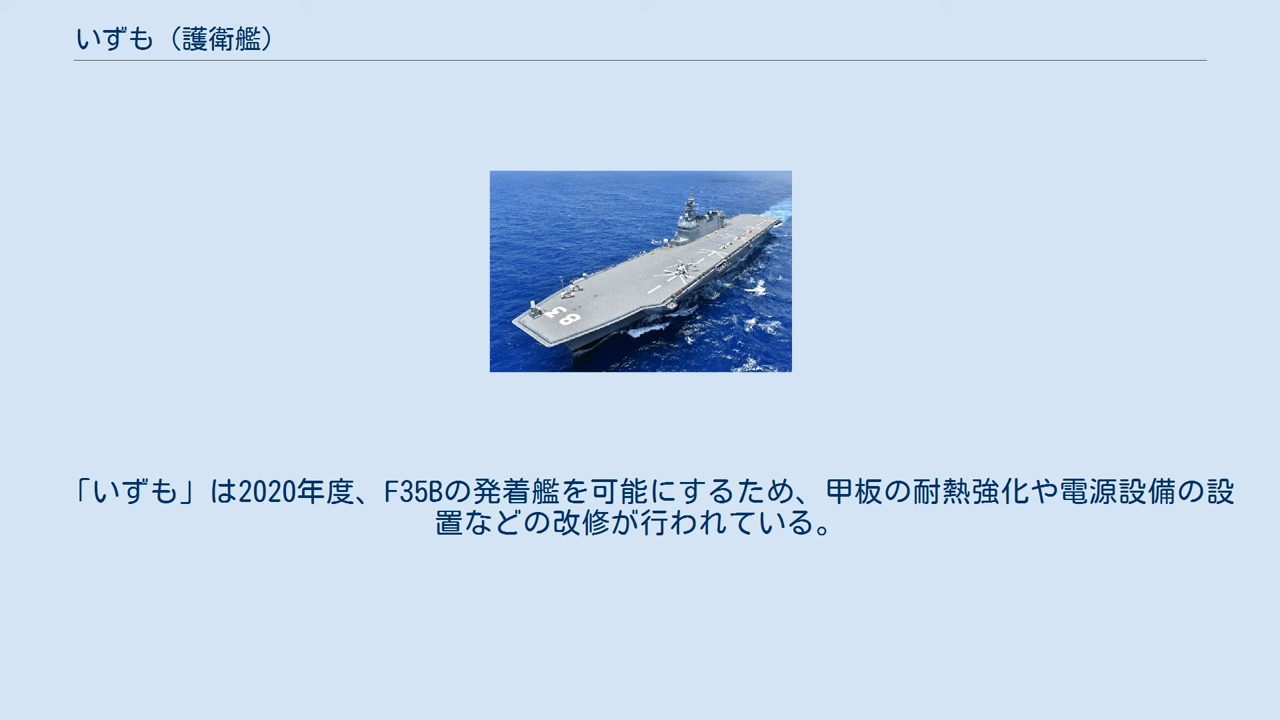 いずも（護衛艦）
83
「いずも」は2020年度、F35Bの発着艦を可能にするため、甲板の耐熱強化や電源設備の設
置などの改修が行われている。